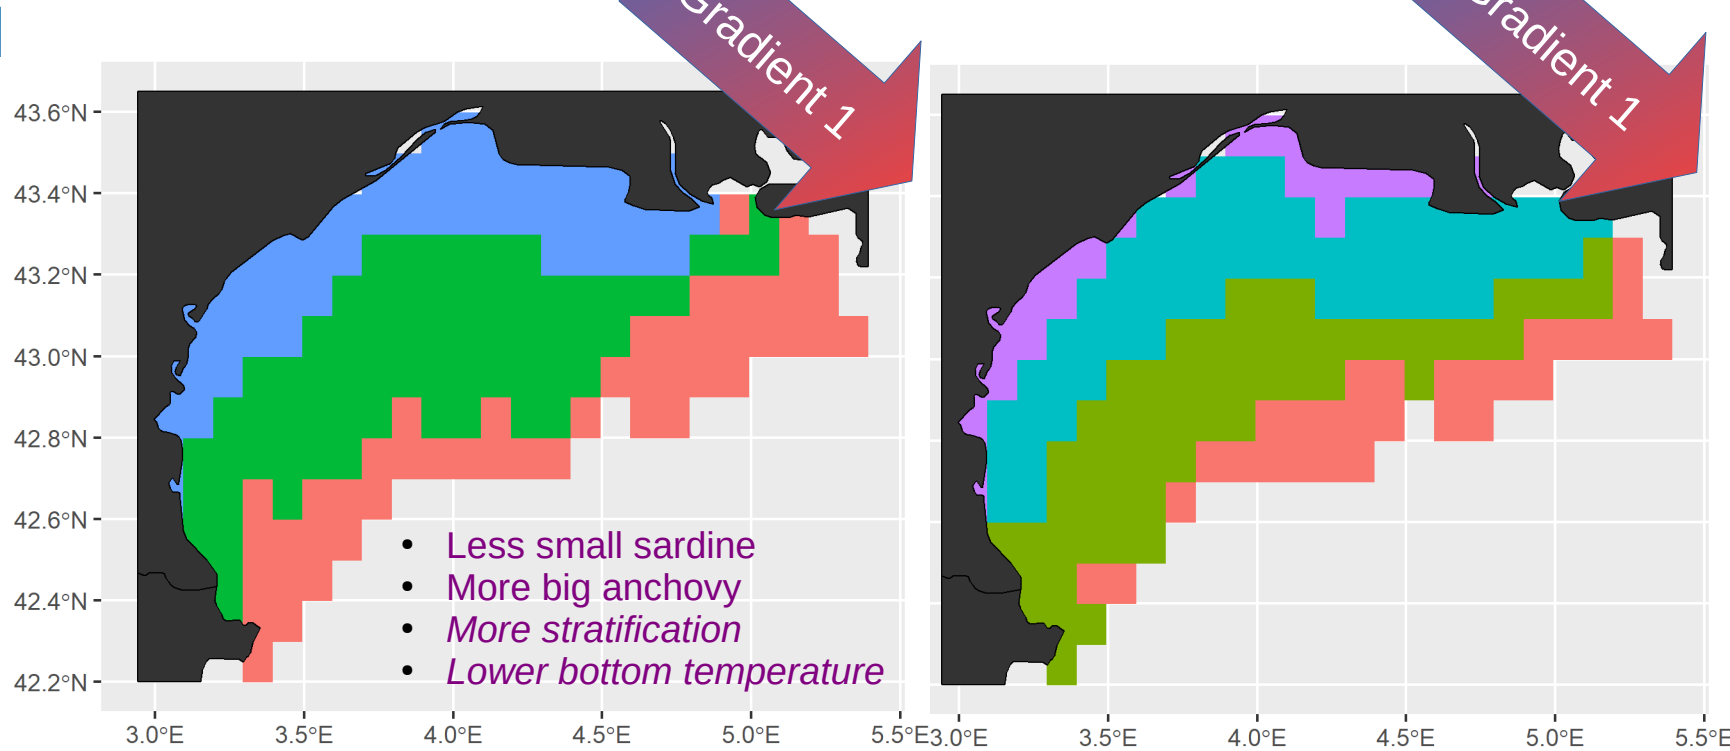 Gradient 1
Gradient 1
43.6°N
43.4°N
43.2°N
43.0°N
42.8°N
42.6°N
42.4°N
42.2°N
• Less small sardine
• More big anchovy
• More stratification
• Lower bottom temperature
3.0°E 3.5°E 4.0°E 4.5°E 5.0°E 5.5°E
3.0°E 3.5°E 4.0°E 4.5°E 5.0°E 5.5°E